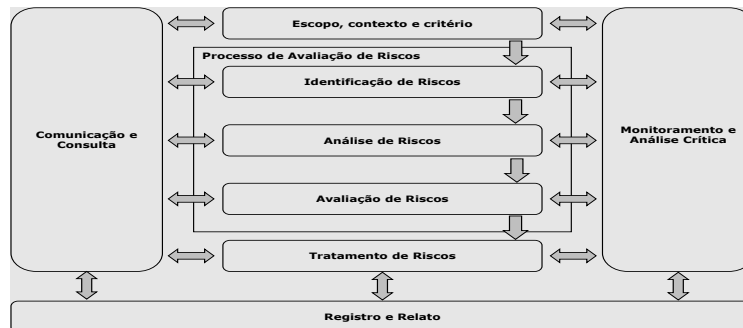 Escopo, contexto e critério
Processo de Avaliação de Riscos
Identificação de Riscos
Comunicação e
Consulta
Análise de Riscos
Monitoramento e
Análise Crítica
Avaliação de Riscos
Tratamento de Riscos
Registro e Relato